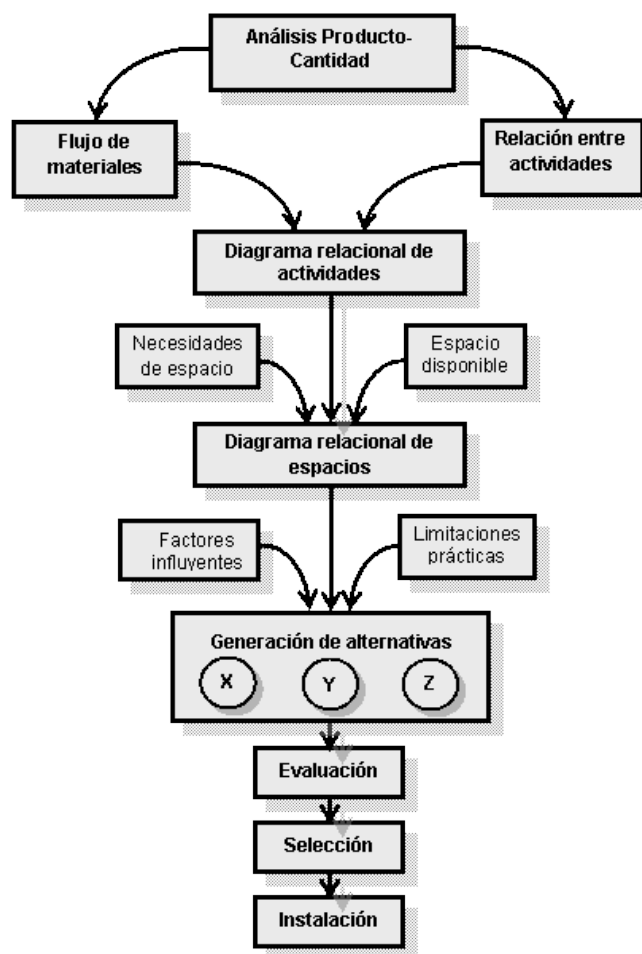 Análisis Producto-
Cantidad
Flujo de
materiales
Relación entre
actividades
Diagrama relacional de
actividades
Necesidades
de espacio
Espacio
disponible
Diagrama relacional de
espacios
Factores
influyentes
Limitaciones
prácticas
Generación de alternativas
X
Y
Z
Evaluación
Selección
Instalación